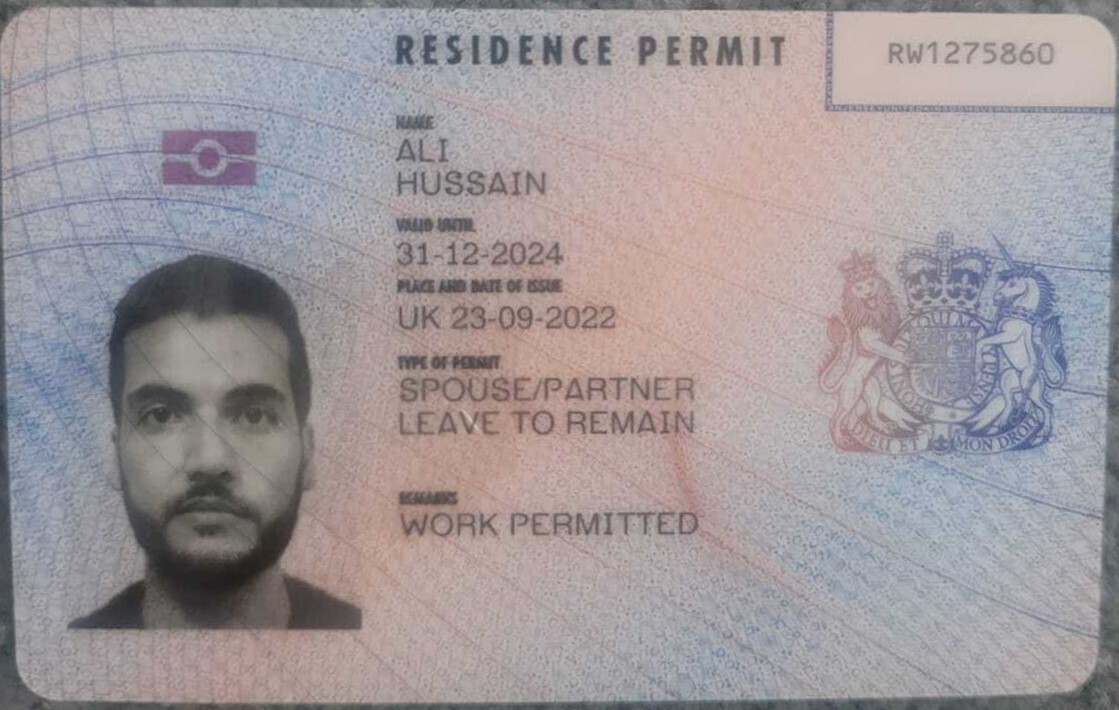 RESIDENCE PERMIT
RW1275860
NAME
ALI
HUSSAIN
VALID UNTIL
31-12-2024
PLACE AND DATE OF ISSUE
UK 23-09-2022
TYPE OF PERMIT
SPOUSE/PARTNER
LEAVE TO REMAIN
REMARKS
WORK PERMITTED
DIEU ET MON DROIT